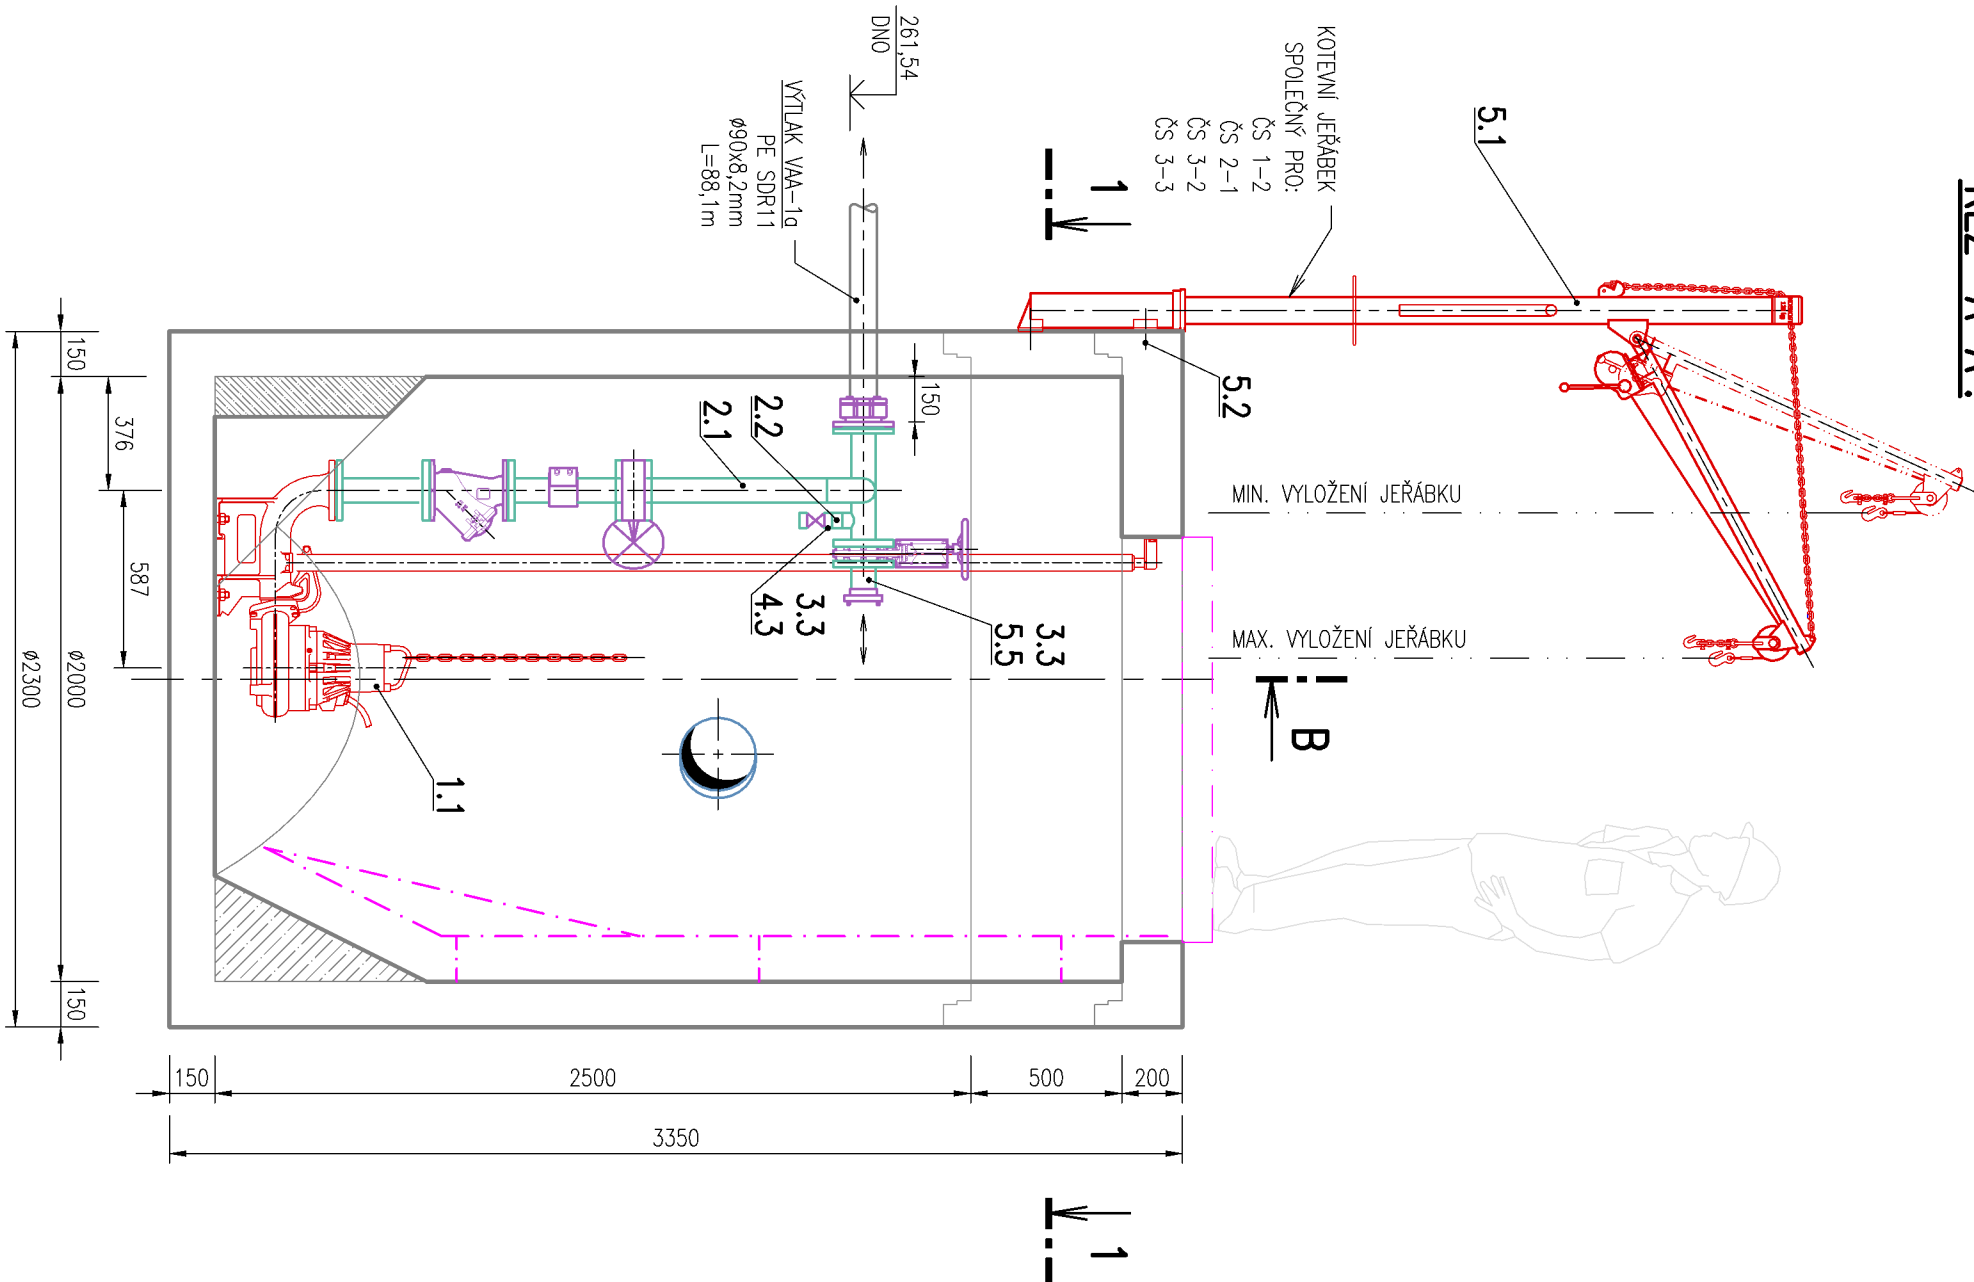 261,54
DNO
VÝTLAK VAA-1a
PE SDR11
ø90x8,2mm
L=88,1m
KOTEVNÍ JEŘÁBEK
SPOLEČNÝ PRO:
ČS 1-2
ČS 2-1
ČS 3-2
ČS 3-3
1
5.1
5.2
150
2.2
2.1
MIN. VYLOŽENÍ JEŘÁBKU
MAX. VYLOŽENÍ JEŘÁBKU
3.3
4.3
3.3
5.5
B
1.1
150
376
587
ø2000
ø2300
150
150
2500
500
200
3350
1